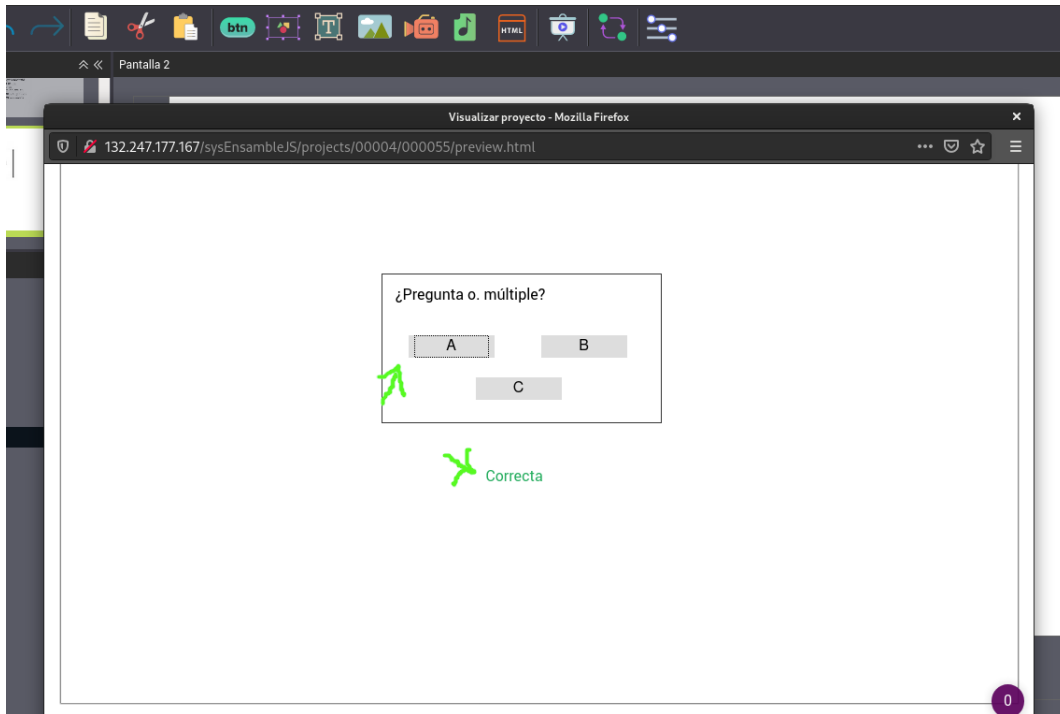 btn
T
HTML
Pantalla 2
Visualizar proyecto - Mozilla Firefox
132.247.177.167/sysEnsambleJS/projects/00004/000055/preview.html
¿Pregunta o. múltiple?
A
B
C
Correcta
0